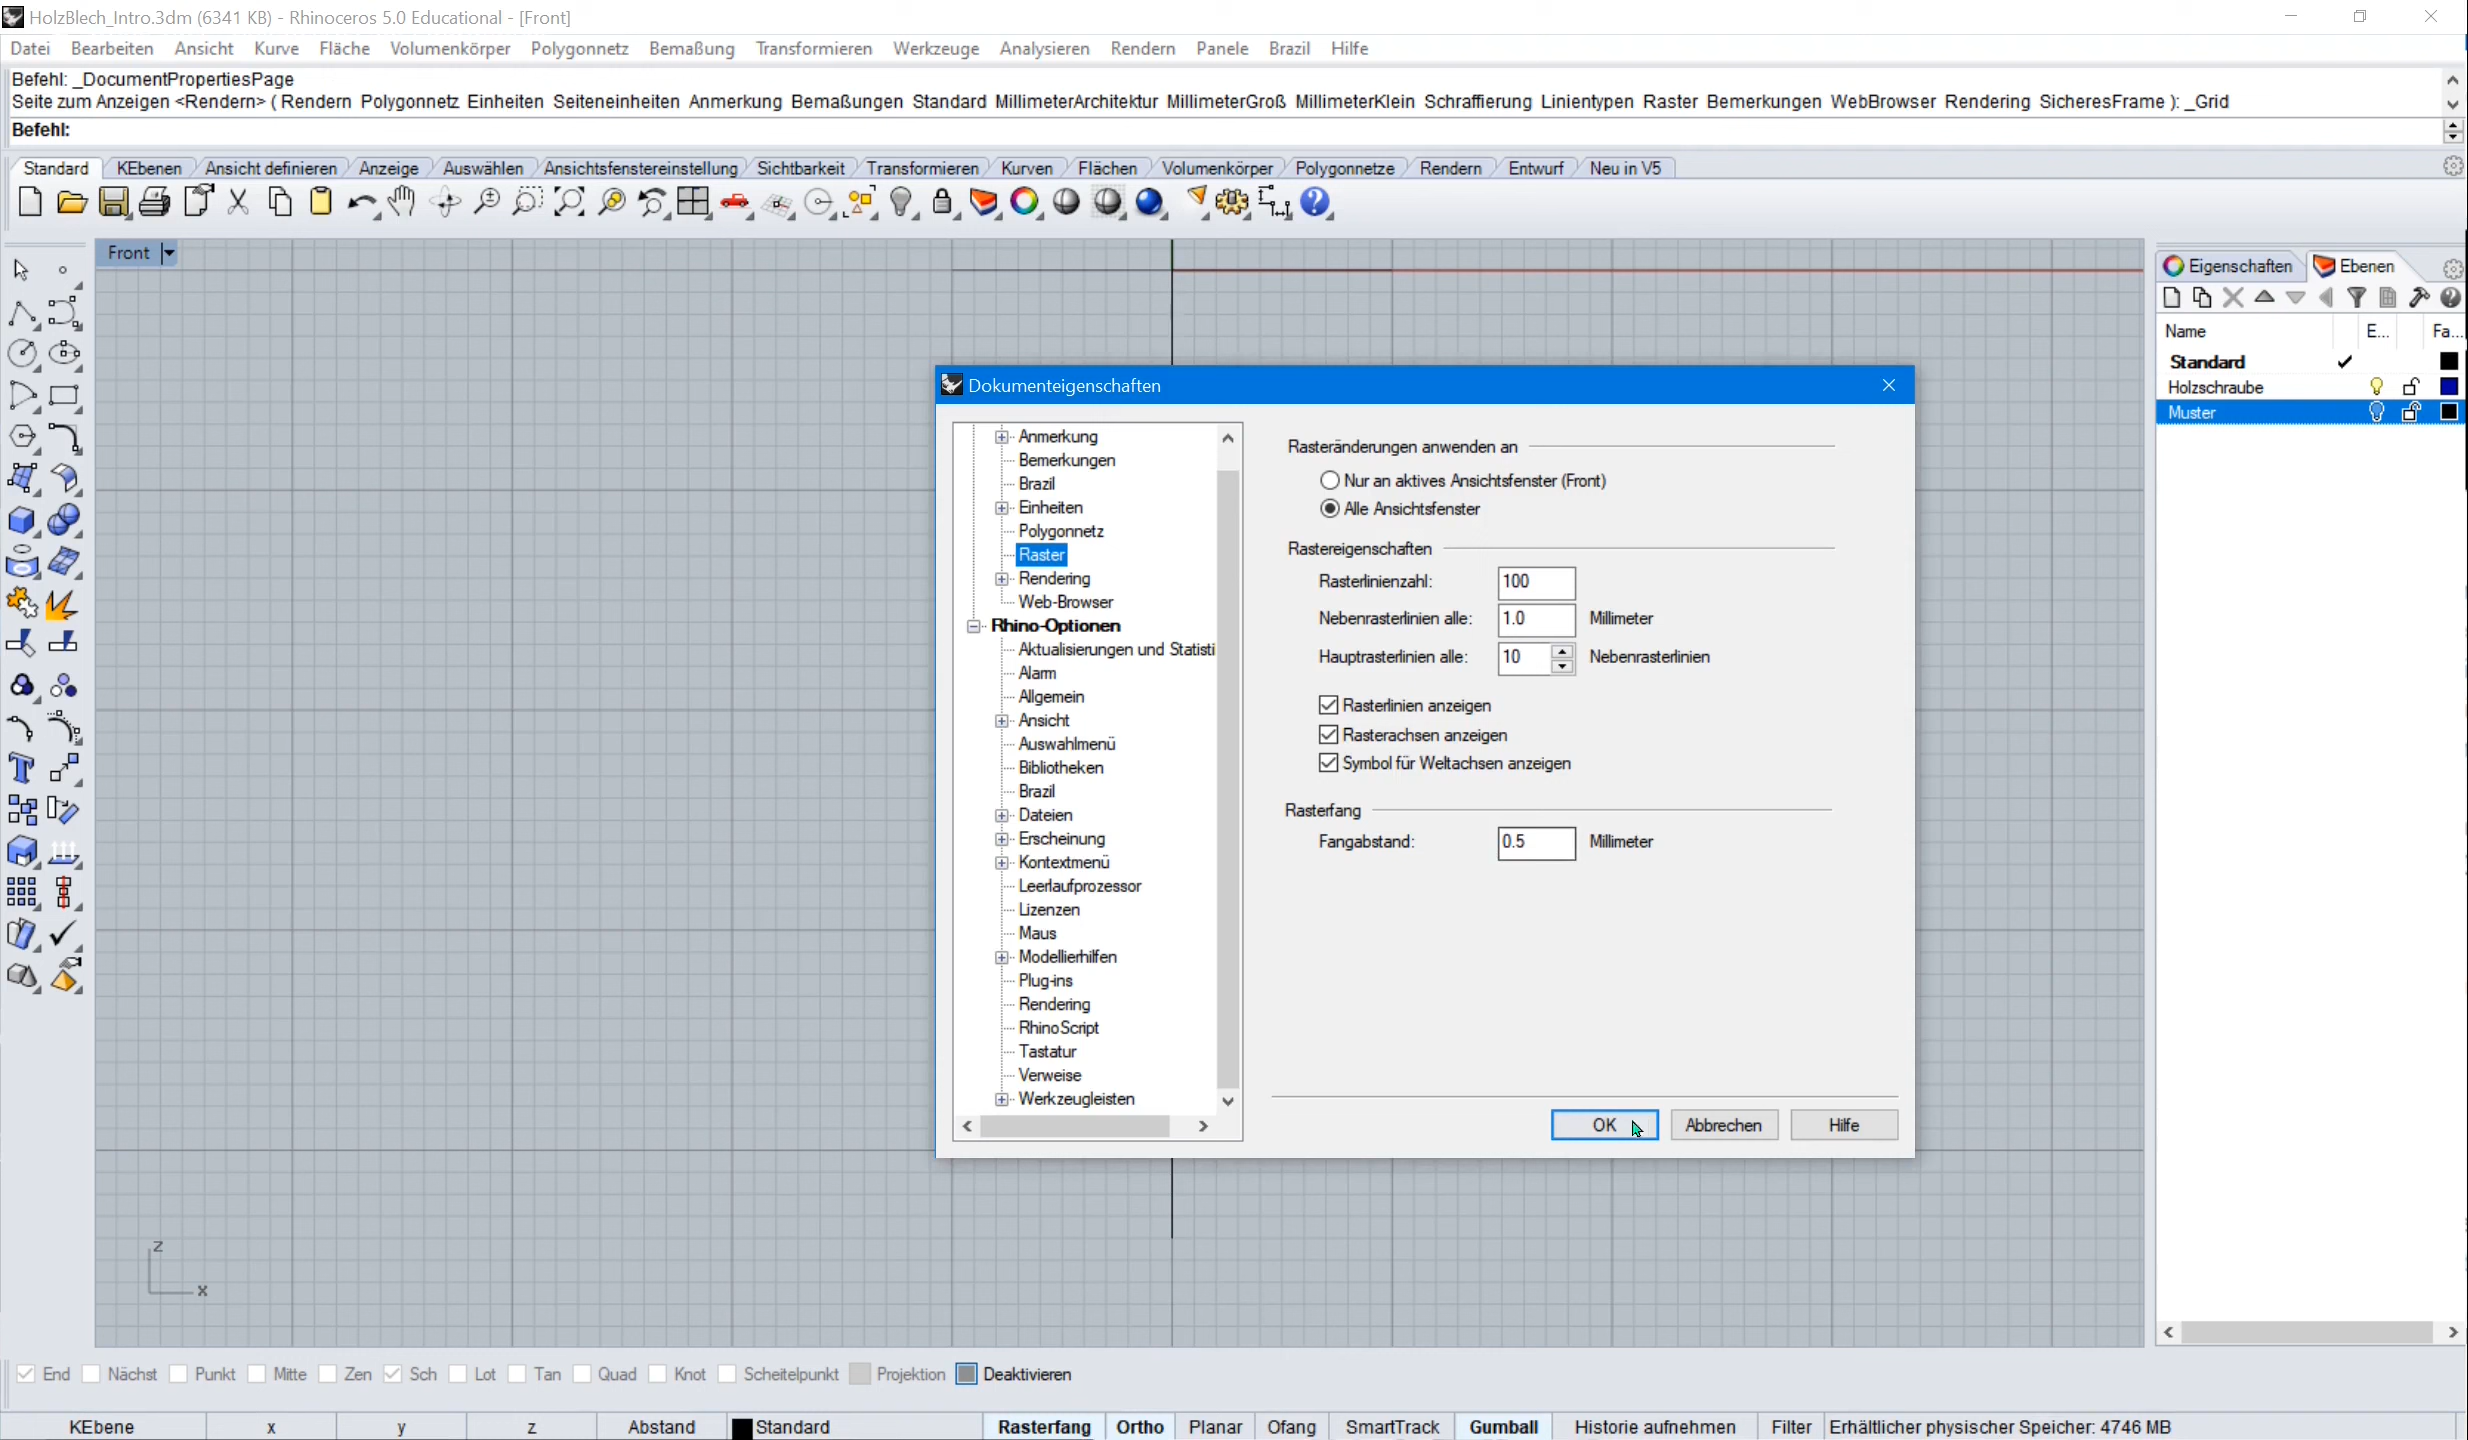 HolzBlech_Intro.3dm (6341 KB) - Rhinoceros 5.0 Educational - [Front]
Datei Bearbeiten Ansicht Kurve Fläche Volumenkörper Polygonnetz Bemaßung Transformieren Werkzeuge Analysieren Rendern Panele Brazil Hilfe
Befehl: _DocumentPropertiesPage
Seite zum Anzeigen <Rendern> ( Rendern Polygonnetz Einheiten Seiteneinheiten Anmerkung Bemaßungen Standard MillimeterArchitektur MillimeterGroß MillimeterKlein Schraffierung Linientypen Raster Bemerkungen WebBrowser Rendering SicheresFrame ): _Grid
Befehl:
Standard KEbenen Ansicht definieren Anzeige Auswählen Ansichtsfenstereinstellung Sichtbarkeit Transformieren Kurven Flächen Volumenkörper Polygonnetze Rendern Entwurf Neu in V5
Front
Eigenschaften Ebenen
Name E... Fa...
Standard
Holzschraube
Muster
Dokumenteigenschaften
Anmerkung
Bemerkungen
Brazil
Einheiten
Polygonnetz
Raster
Rendering
Web-Browser
Rhino-Optionen
Aktualisierungen und Statisti
Alarm
Allgemein
Ansicht
Auswahlmenü
Bibliotheken
Brazil
Dateien
Erscheinung
Kontextmenü
Leerlaufprozessor
Lizenzen
Maus
Modellierhilfen
Plug-ins
Rendering
RhinoScript
Tastatur
Verweise
Werkzeugleisten
Rasteränderungen anwenden an
Nur an aktives Ansichtsfenster (Front)
Alle Ansichtsfenster
Rastereigenschaften
Rasterlinienzahl: 100
Nebenrasterlinien alle: 1.0 Millimeter
Hauptrasterlinien alle: 10 Nebenrasterlinien
Rasterlinien anzeigen
Rasterachsen anzeigen
Symbol für Weltachsen anzeigen
Rasterfang
Fangabstand: 0.5 Millimeter
OK Abbrechen Hilfe
z
x
End Nächst Punkt Mitte Zen Sch Lot Tan Quad Knot Scheitelpunkt Projektion Deaktivieren
KEbene x y z Abstand Standard Rasterfang Ortho Planar Ofang SmartTrack Gumball Historie aufnehmen Filter Erhältlicher physischer Speicher: 4746 MB